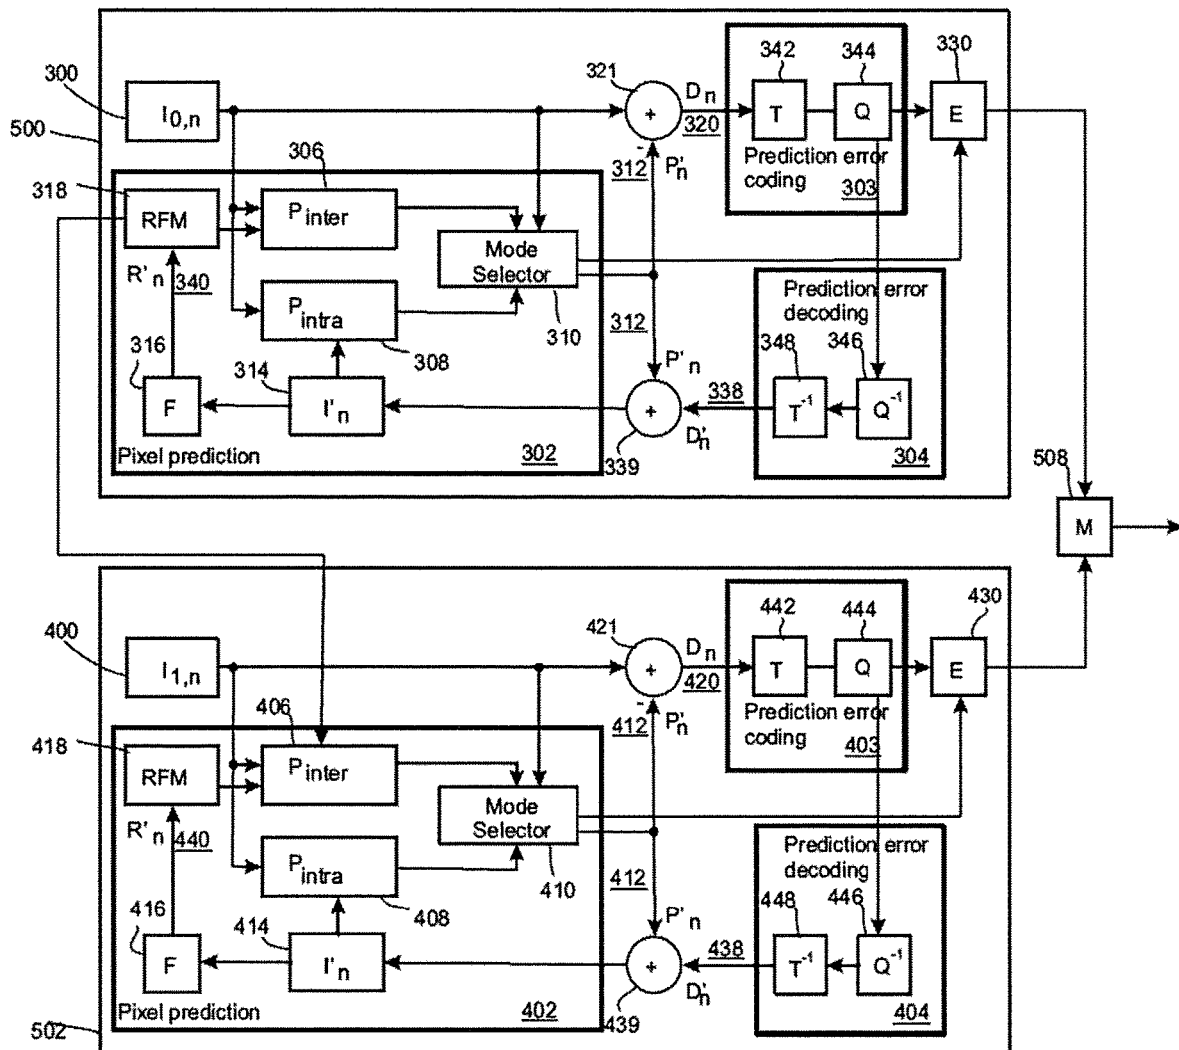 300
I0,n
500
318
RFM
R'n
340
316
F
314
I'n
306
Pinter
Pintra
308
Mode
Selector
310
Pixel prediction
302
321
+
-
312
P'n
Dn
320
342
T
344
Q
Prediction error
coding
303
330
E
312
P'n
+
339
338
D'n
Prediction error
decoding
348
T-1
346
Q-1
304
508
M
400
I1,n
418
RFM
R'n
440
416
F
414
I'n
406
Pinter
Pintra
408
Mode
Selector
410
Pixel prediction
402
421
+
-
412
P'n
Dn
420
442
T
444
Q
Prediction error
coding
403
430
E
412
P'n
+
439
438
D'n
Prediction error
decoding
448
T-1
446
Q-1
404
502